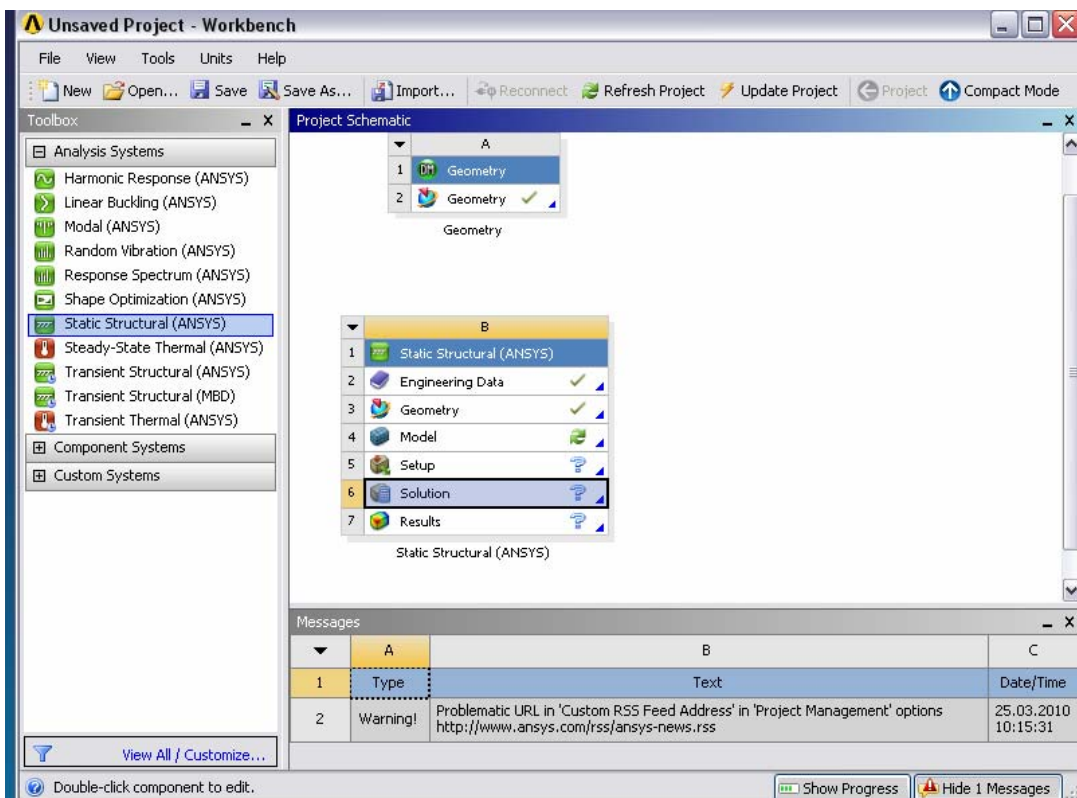 Unsaved Project - Workbench
File View Tools Units Help
New Open... Save Save As... Import... Reconnect Refresh Project Update Project Project Compact Mode
Toolbox
Analysis Systems
Harmonic Response (ANSYS)
Linear Buckling (ANSYS)
Modal (ANSYS)
Random Vibration (ANSYS)
Response Spectrum (ANSYS)
Shape Optimization (ANSYS)
Static Structural (ANSYS)
Steady-State Thermal (ANSYS)
Transient Structural (ANSYS)
Transient Structural (MBD)
Transient Thermal (ANSYS)
Component Systems
Custom Systems
View All / Customize...
Project Schematic
A
1 DM Geometry
2 Geometry
Geometry
B
1 Static Structural (ANSYS)
2 Engineering Data
3 Geometry
4 Model
5 Setup
6 Solution
7 Results
Static Structural (ANSYS)
Messages
A B C
1 Type Text Date/Time
2 Warning! Problematic URL in 'Custom RSS Feed Address' in 'Project Management' options 25.03.2010
http://www.ansys.com/rss/ansys-news.rss 10:15:31
Double-click component to edit. Show Progress Hide 1 Messages